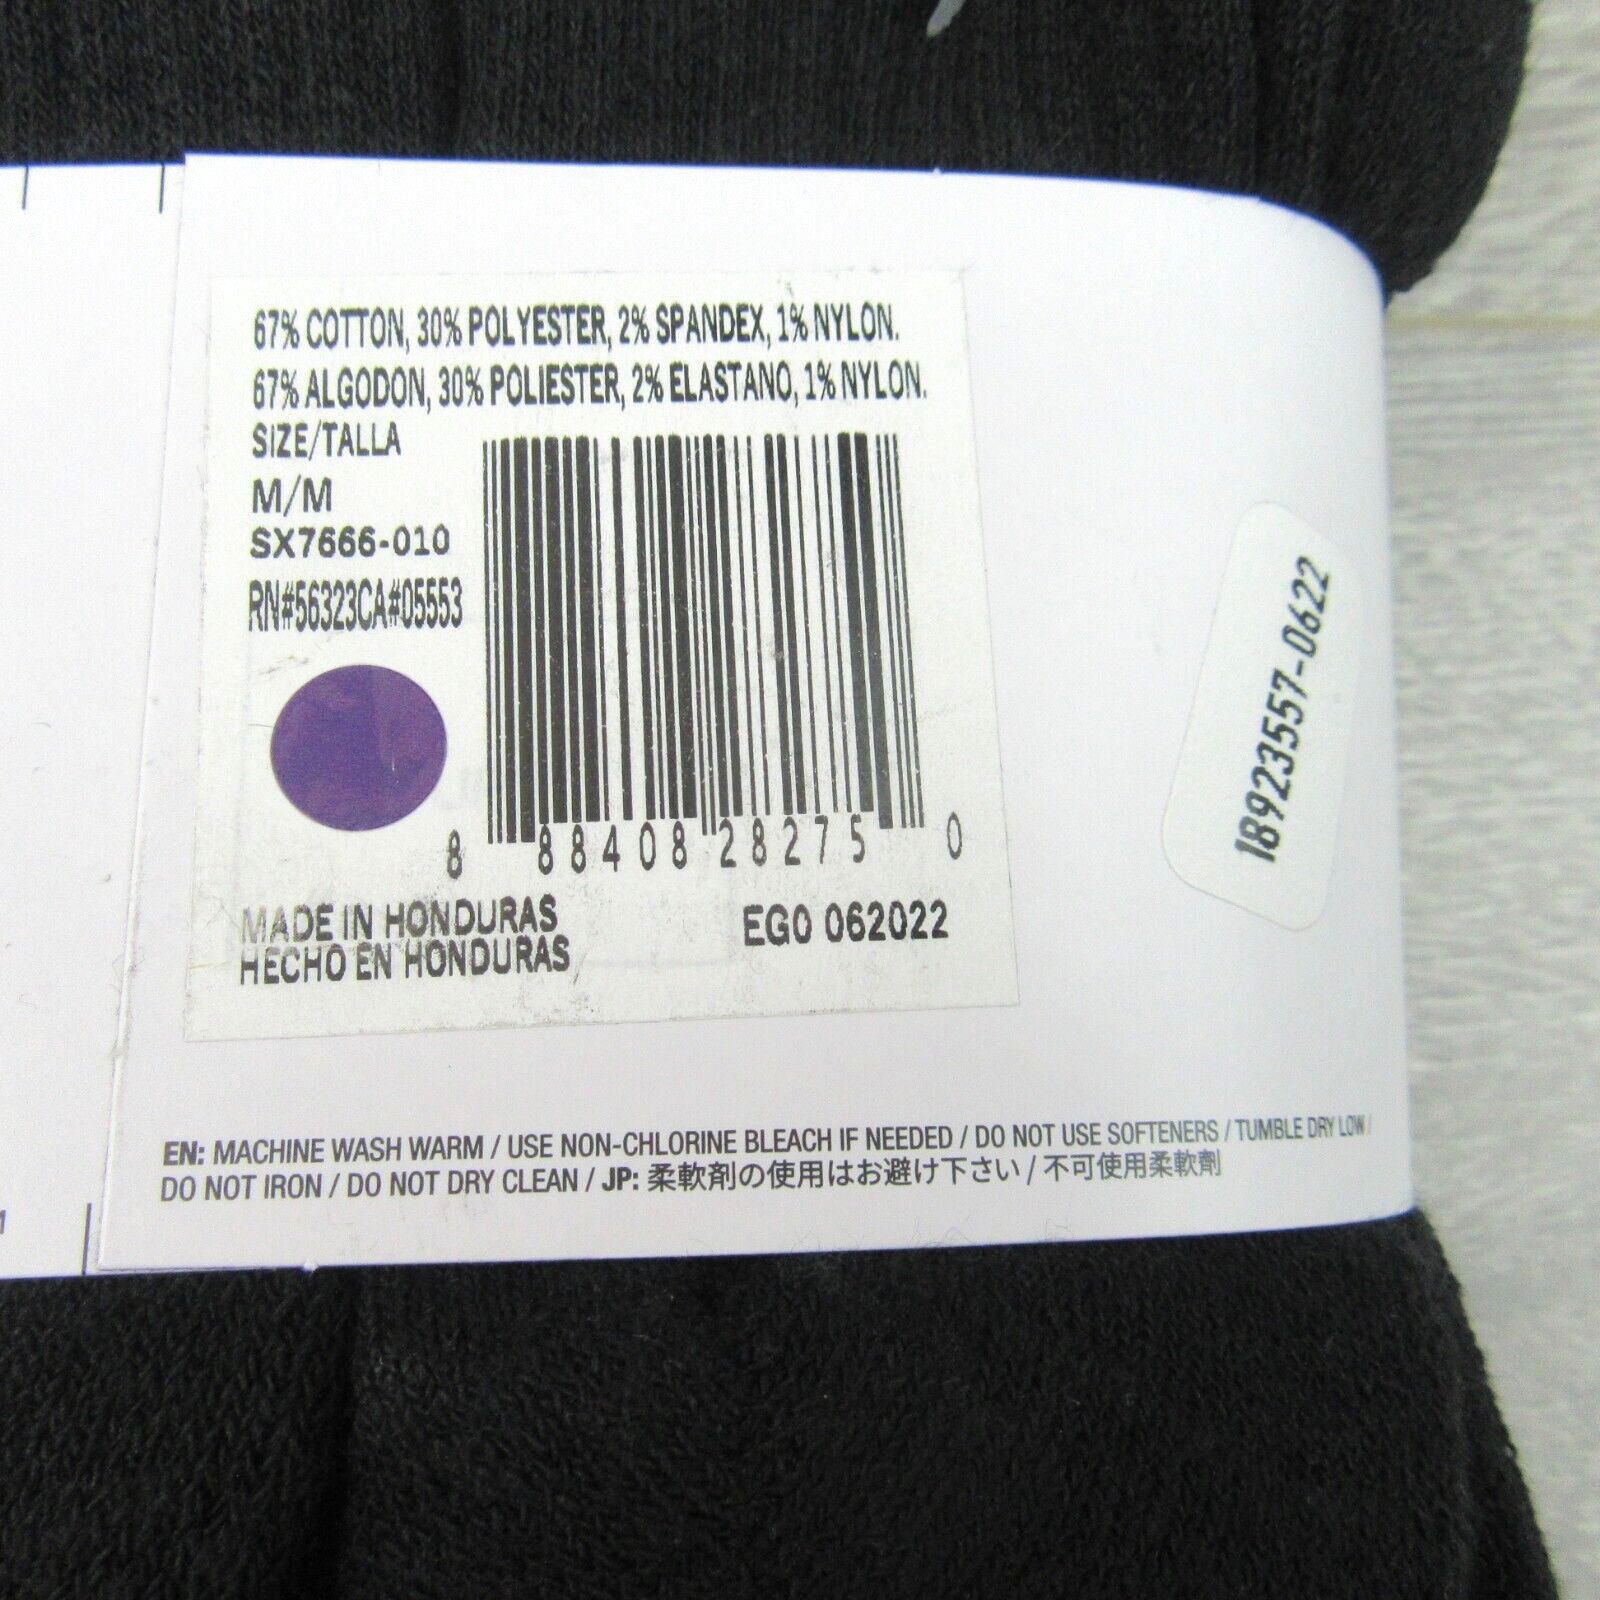 67% COTTON, 30% POLYESTER, 2% SPANDEX, 1% NYLON.
67% ALGODON, 30% POLIESTER, 2% ELASTANO, 1% NYLON.
SIZE/TALLA
M/M
SX7666-010
RN#56323CA#05553
8 88408 28275 0
MADE IN HONDURAS
HECHO EN HONDURAS
EGO 062022
18923557-0622
EN: MACHINE WASH WARM / USE NON-CHLORINE BLEACH IF NEEDED / DO NOT USE SOFTENERS / TUMBLE DRY LOW /
DO NOT IRON / DO NOT DRY CLEAN / JP: 柔軟剤の使用はお避け下さい / 不可使用柔軟劑